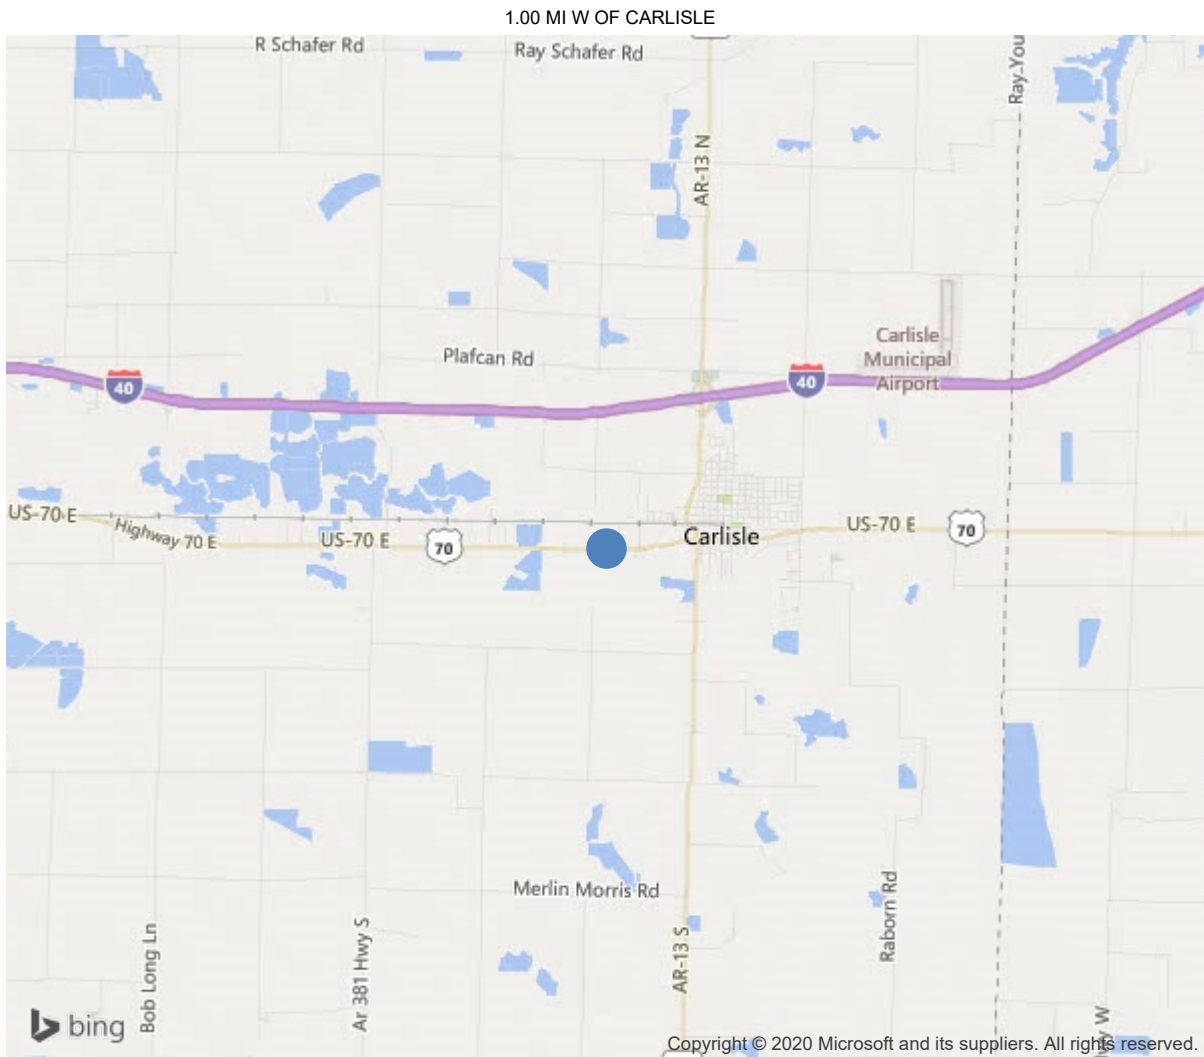 1.00 MI W OF CARLISLE
R Schafer Rd
Ray Schafer Rd
Ray You
AR-13 N
Carlisle
Municipal
Airport
Plafcan Rd
40
40
US-70 E
Highway 70 E
US-70 E
70
Carlisle
US-70 E
70
Merlin Morris Rd
Raborn Rd
Bob Long Ln
Ar 381 Hwy S
AR-13 S
bing
Copyright © 2020 Microsoft and its suppliers. All rights reserved.